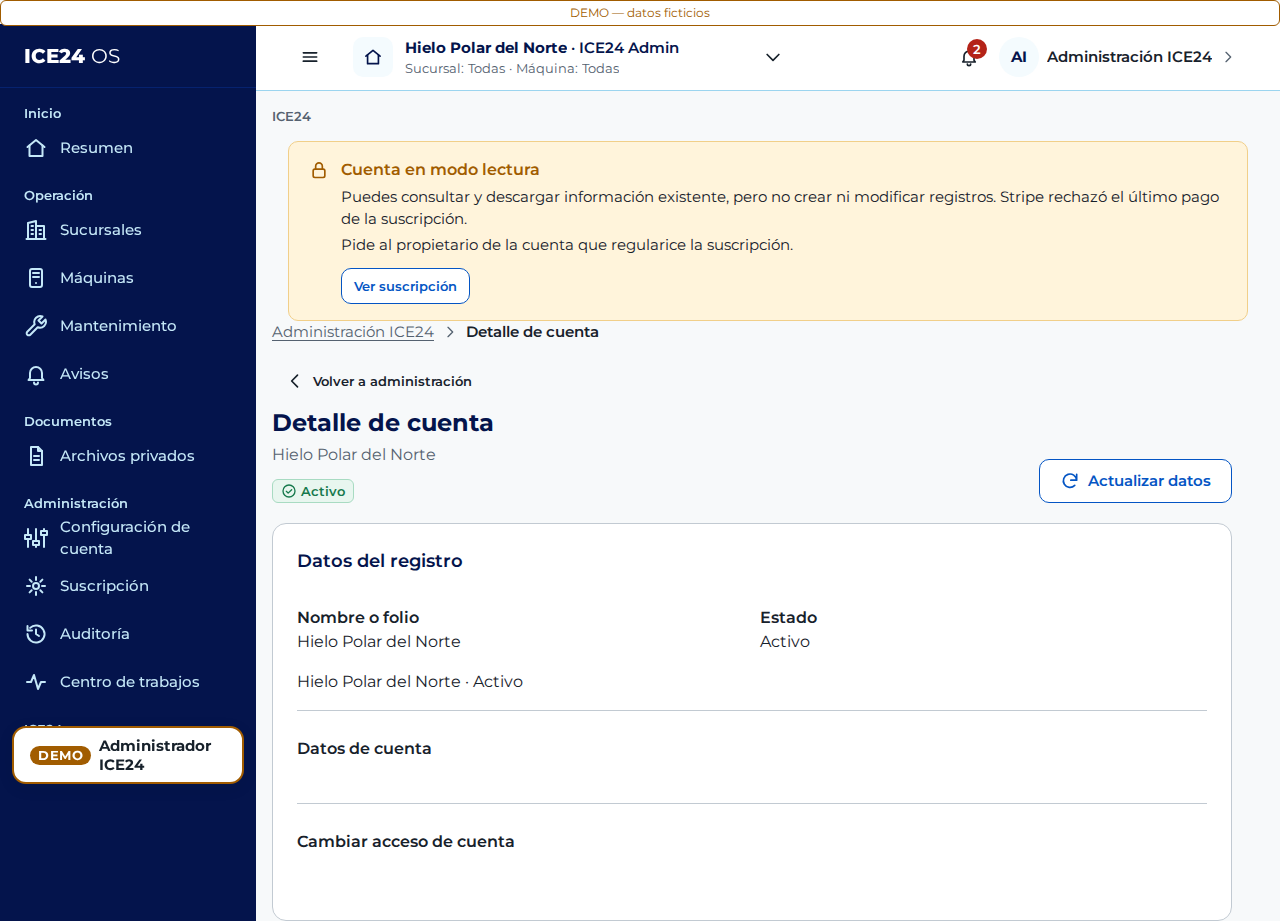 DEMO — datos ficticios
ICE24 OS
Hielo Polar del Norte · ICE24 Admin
Sucursal: Todas · Máquina: Todas
2
AI
Administración ICE24
Inicio
Resumen
Operación
Sucursales
Máquinas
Mantenimiento
Avisos
Documentos
Archivos privados
Administración
Configuración de
cuenta
Suscripción
Auditoría
Centro de trabajos
DEMO
Administrador
ICE24
ICE24
Cuenta en modo lectura
Puedes consultar y descargar información existente, pero no crear ni modificar registros. Stripe rechazó el último pago
de la suscripción.
Pide al propietario de la cuenta que regularice la suscripción.
Ver suscripción
Administración ICE24
Detalle de cuenta
Volver a administración
Detalle de cuenta
Hielo Polar del Norte
Activo
Actualizar datos
Datos del registro
Nombre o folio
Hielo Polar del Norte
Estado
Activo
Hielo Polar del Norte · Activo
Datos de cuenta
Cambiar acceso de cuenta